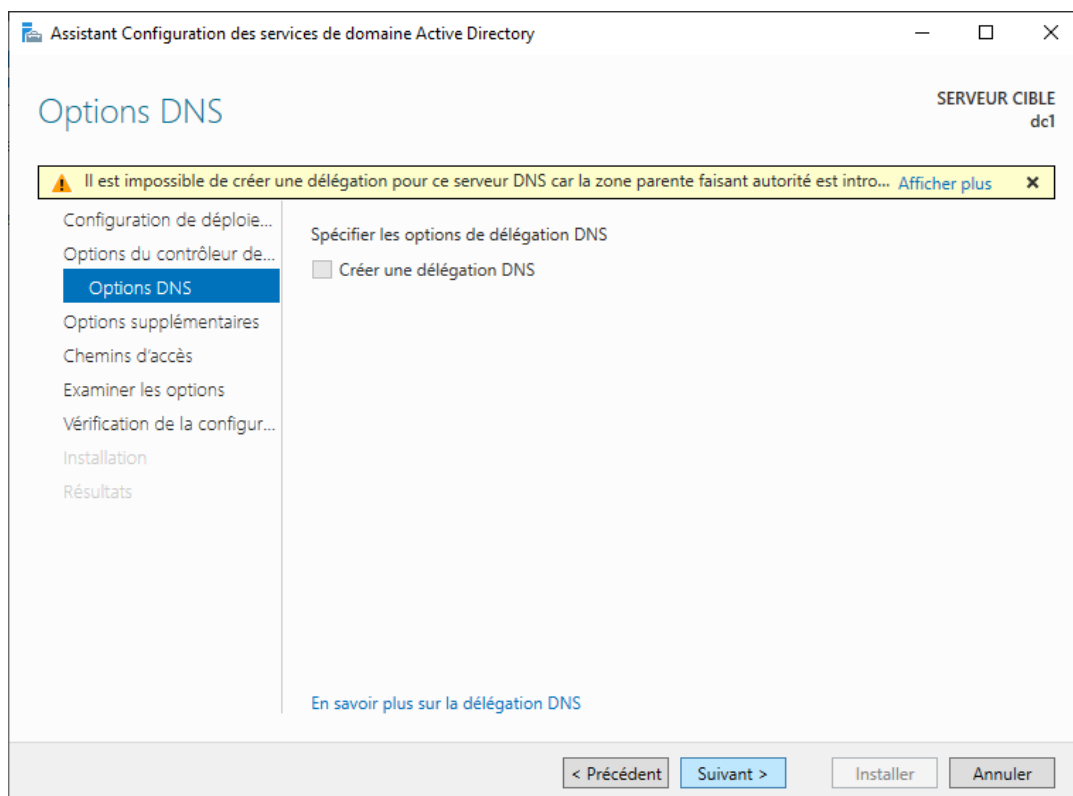 Assistant Configuration des services de domaine Active Directory
Options DNS
SERVEUR CIBLE
dc1
Il est impossible de créer une délégation pour ce serveur DNS car la zone parente faisant autorité est intro... Afficher plus
Configuration de déploie...
Options du contrôleur de...
Options DNS
Options supplémentaires
Chemins d'accès
Examiner les options
Vérification de la configur...
Installation
Résultats
Spécifier les options de délégation DNS
Créer une délégation DNS
En savoir plus sur la délégation DNS
< Précédent
Suivant >
Installer
Annuler